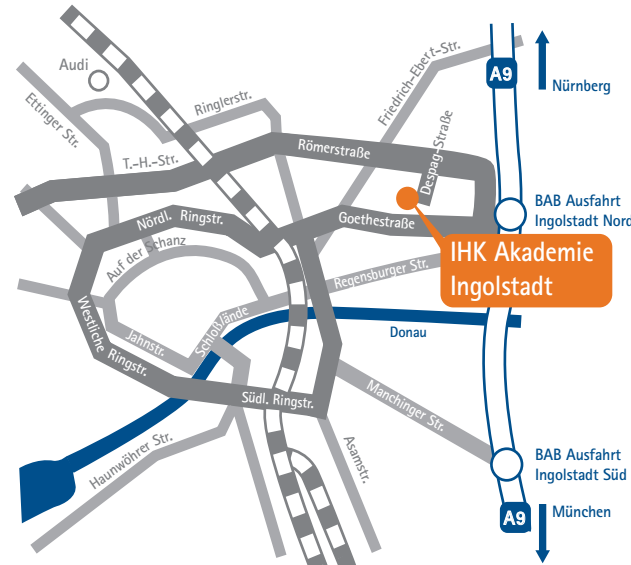 A9
Nürnberg
Audi
Ettinger Str.
Ringlerstr.
Friedrich-Ebert-Str.
T.-H.-Str.
Römerstraße
Despag-Straße
BAB Ausfahrt
Ingolstadt Nord
Nördl. Ringstr.
Goethestraße
Auf der Schanz
IHK Akademie
Ingolstadt
Regensburger Str.
Westliche Ringstr.
Jahnstr.
Schloßlände
Donau
Südl. Ringstr.
Manchinger Str.
Haunwöhrer Str.
Asamstr.
BAB Ausfahrt
Ingolstadt Süd
A9
München